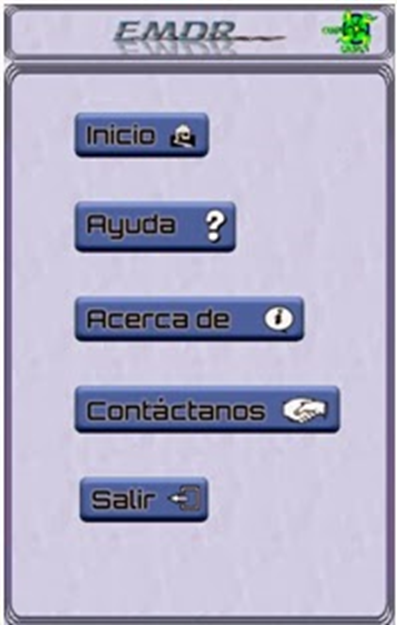 EMDR
Inicio
Ayuda ?
Acerca de i
Contáctanos
Salir